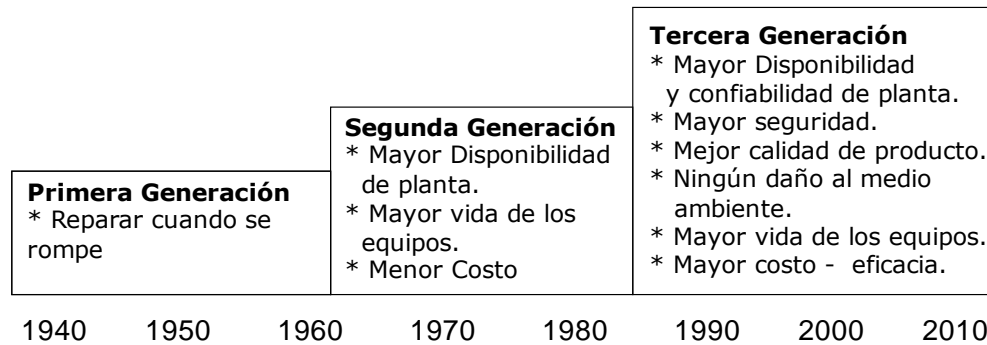 Primera Generación
* Reparar cuando se
rompe
Segunda Generación
* Mayor Disponibilidad
de planta.
* Mayor vida de los
equipos.
* Menor Costo
Tercera Generación
* Mayor Disponibilidad
y confiabilidad de planta.
* Mayor seguridad.
* Mejor calidad de producto.
* Ningún daño al medio
ambiente.
* Mayor vida de los equipos.
* Mayor costo - eficacia.
1940 1950 1960 1970 1980 1990 2000 2010